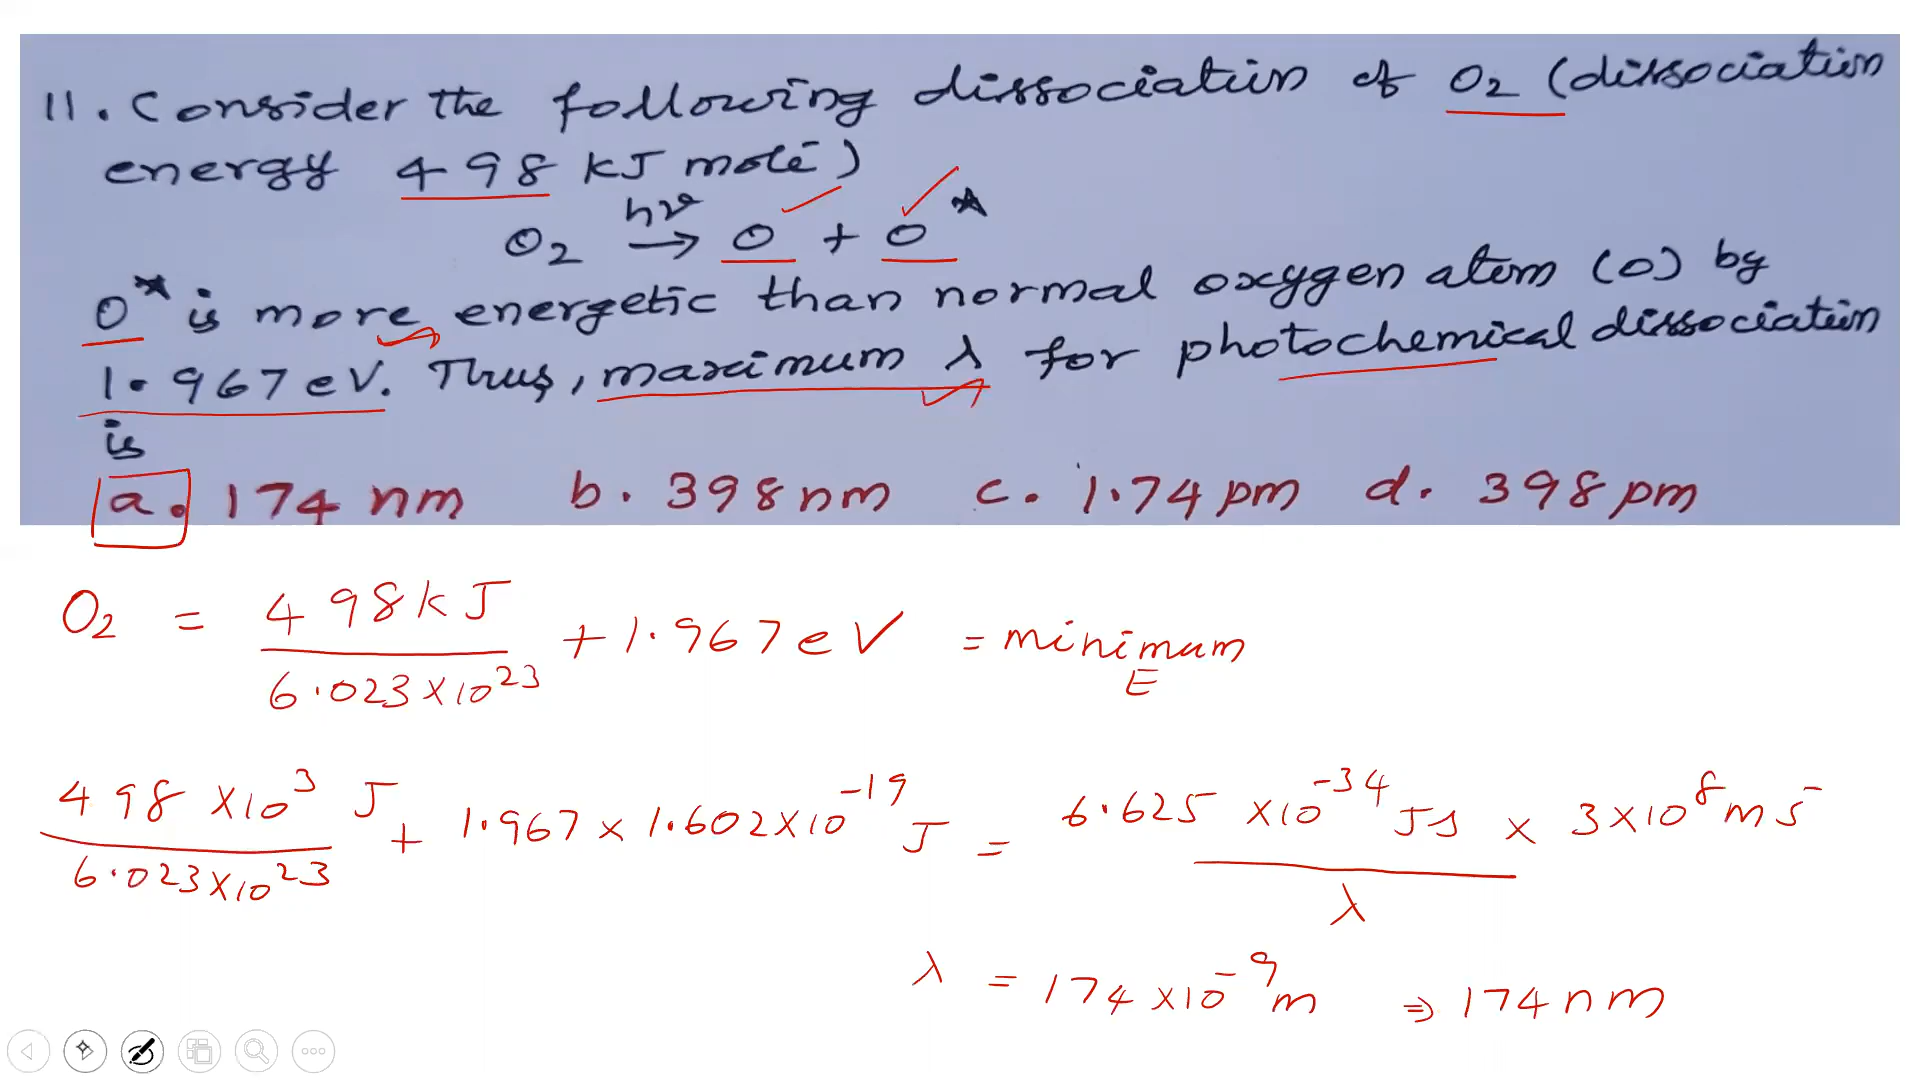 11. Consider the following dissociation of O₂ (dissociation
energy 498 kJ mole⁻)
O₂ hν → O + O*
O* is more energetic than normal oxygen atom (O) by
1.967 eV. Thus, maximum λ for photochemical dissociation
is
a. 174 nm b. 398 nm c. 1.74 pm d. 398 pm
O₂ = 498 kJ / 6.023 × 10²³ + 1.967 eV = minimum E
498 × 10³ J / 6.023 × 10²³ + 1.967 × 1.602 × 10⁻¹⁹ J = 6.625 × 10⁻³⁴ Js × 3 × 10⁸ m s⁻ / λ
λ = 174 × 10⁻⁹ m ⇒ 174 nm